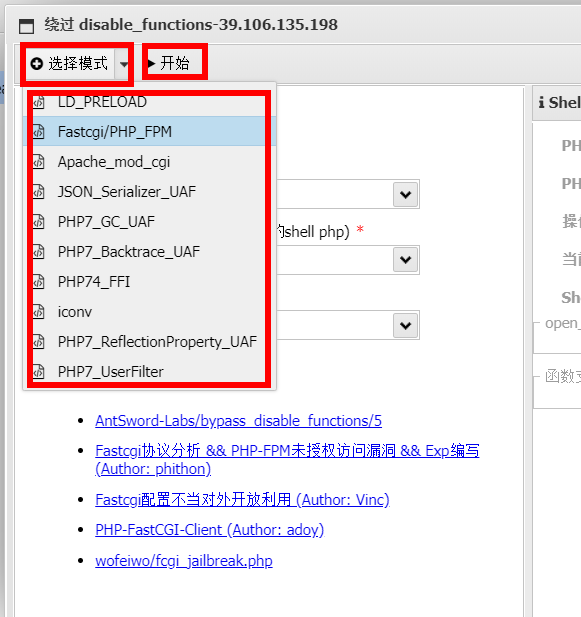 绕过 disable_functions-39.106.135.198
选择模式
开始
LD_PRELOAD
Fastcgi/PHP_FPM
Apache_mod_cgi
JSON_Serializer_UAF
PHP7_GC_UAF
PHP7_Backtrace_UAF
PHP74_FFI
iconv
PHP7_ReflectionProperty_UAF
PHP7_UserFilter
的shell php) *
AntSword-Labs/bypass_disable_functions/5
Fastcgi协议分析 && PHP-FPM未授权访问漏洞 && Exp编写
(Author: phithon)
Fastcgi配置不当对外开放利用 (Author: Vinc)
PHP-FastCGI-Client (Author: adoy)
wofeiwo/fcgi_jailbreak.php
Shel
PH
PH
操
当前
She
open_
函数支